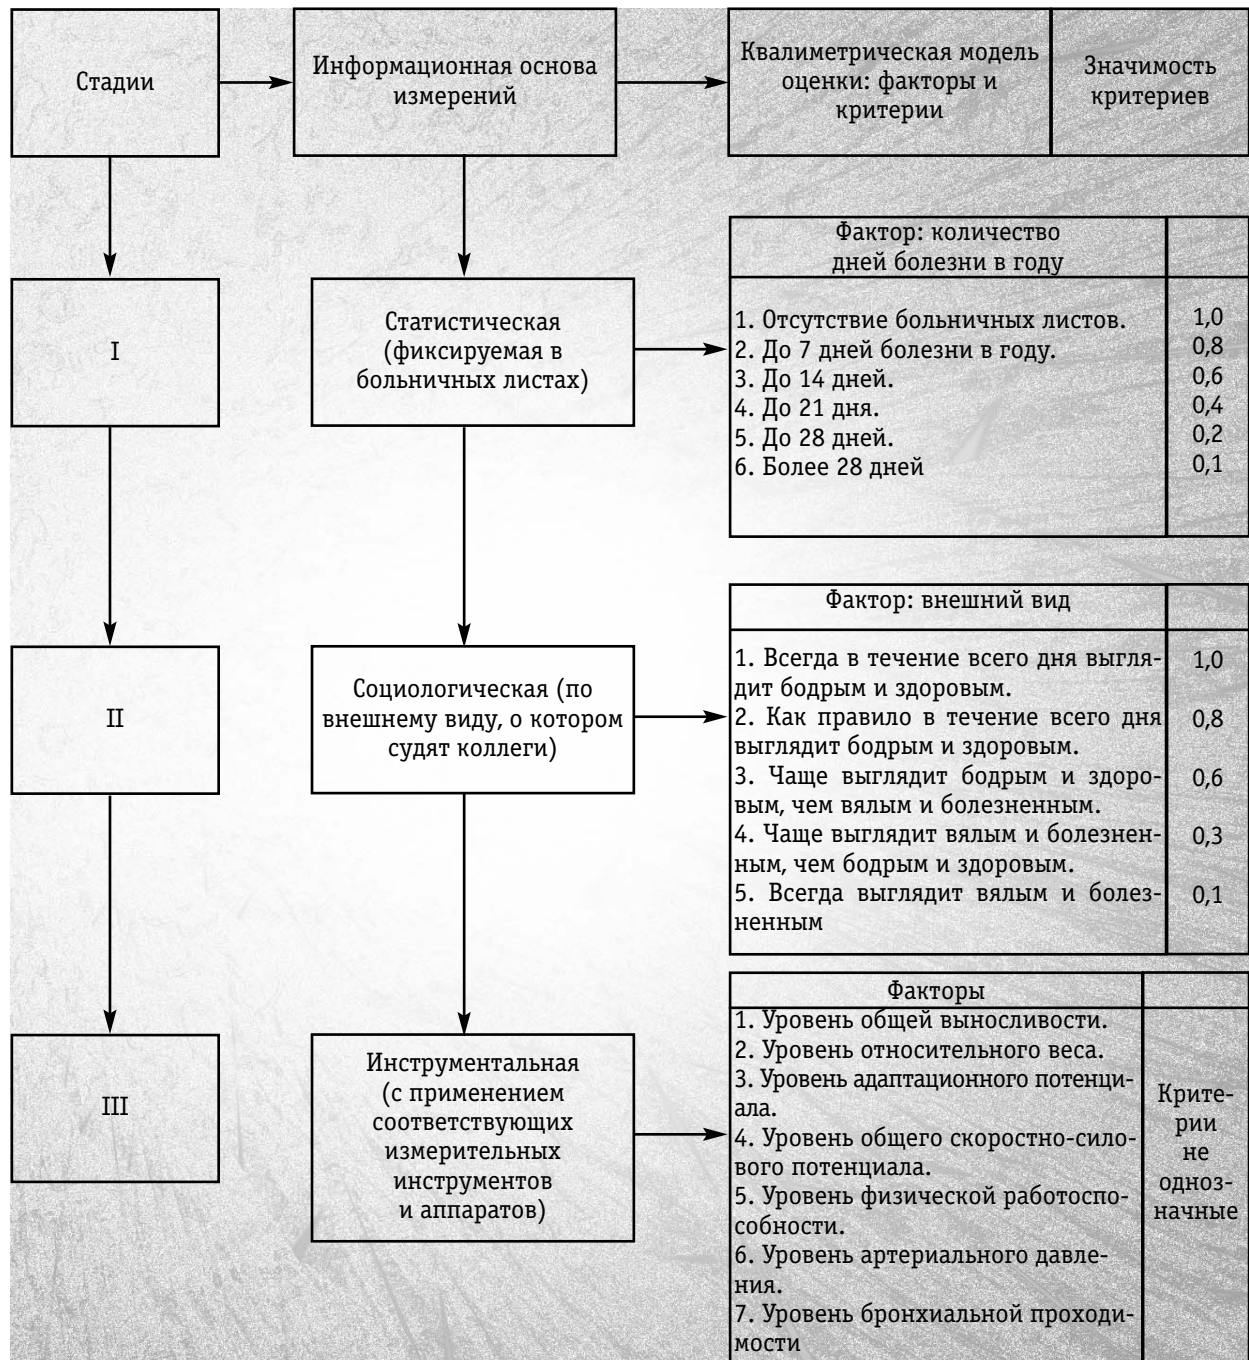 Стадии
Информационная основа
измерений
Квалиметрическая модель
оценки: факторы и
критерии
Значимость
критериев
I
Статистическая
(фиксируемая в
больничных листах)
Фактор: количество
дней болезни в году
1. Отсутствие больничных листов. 1,0
2. До 7 дней болезни в году. 0,8
3. До 14 дней. 0,6
4. До 21 дня. 0,4
5. До 28 дней. 0,2
6. Более 28 дней 0,1
II
Социологическая (по
внешнему виду, о котором
судят коллеги)
Фактор: внешний вид
1. Всегда в течение всего дня выгля- 1,0
дит бодрым и здоровым.
2. Как правило в течение всего дня 0,8
выглядит бодрым и здоровым.
3. Чаще выглядит бодрым и здоро- 0,6
вым, чем вялым и болезненным.
4. Чаще выглядит вялым и болезнен- 0,3
ным, чем бодрым и здоровым.
5. Всегда выглядит вялым и болез- 0,1
ненным
III
Инструментальная
(с применением
соответствующих
измерительных
инструментов
и аппаратов)
Факторы
1. Уровень общей выносливости.
2. Уровень относительного веса.
3. Уровень адаптационного потенци-
ала.
4. Уровень общего скоростно-сило-
вого потенциала.
5. Уровень физической работоспо-
собности.
6. Уровень артериального давле-
ния.
7. Уровень бронхиальной проходи-
мости
Крите-
рии
не
одноз-
начные